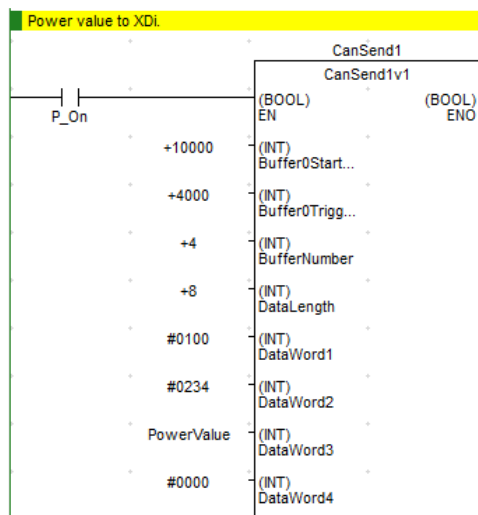 Power value to XDi.
CanSend1
CanSend1v1
P_On
(BOOL) (BOOL)
EN ENO
+10000 (INT)
Buffer0Start...
+4000 (INT)
Buffer0Trigg...
+4 (INT)
BufferNumber
+8 (INT)
DataLength
#0100 (INT)
DataWord1
#0234 (INT)
DataWord2
PowerValue (INT)
DataWord3
#0000 (INT)
DataWord4